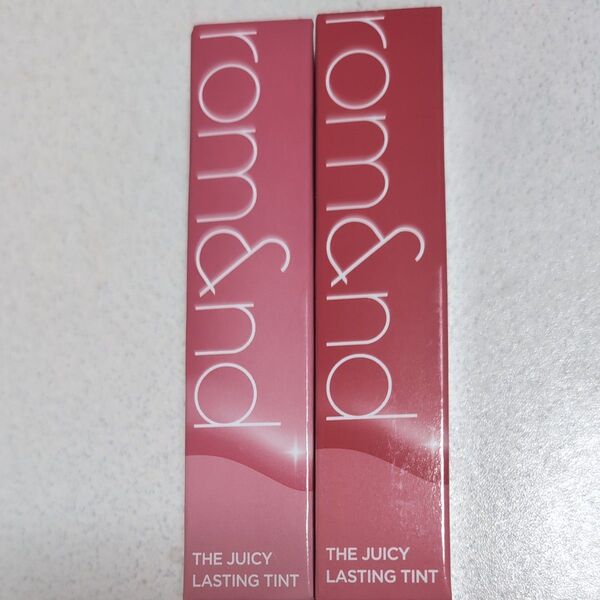 rom&nd
THE JUICY
LASTING TINT
rom&nd
THE JUICY
LASTING TINT